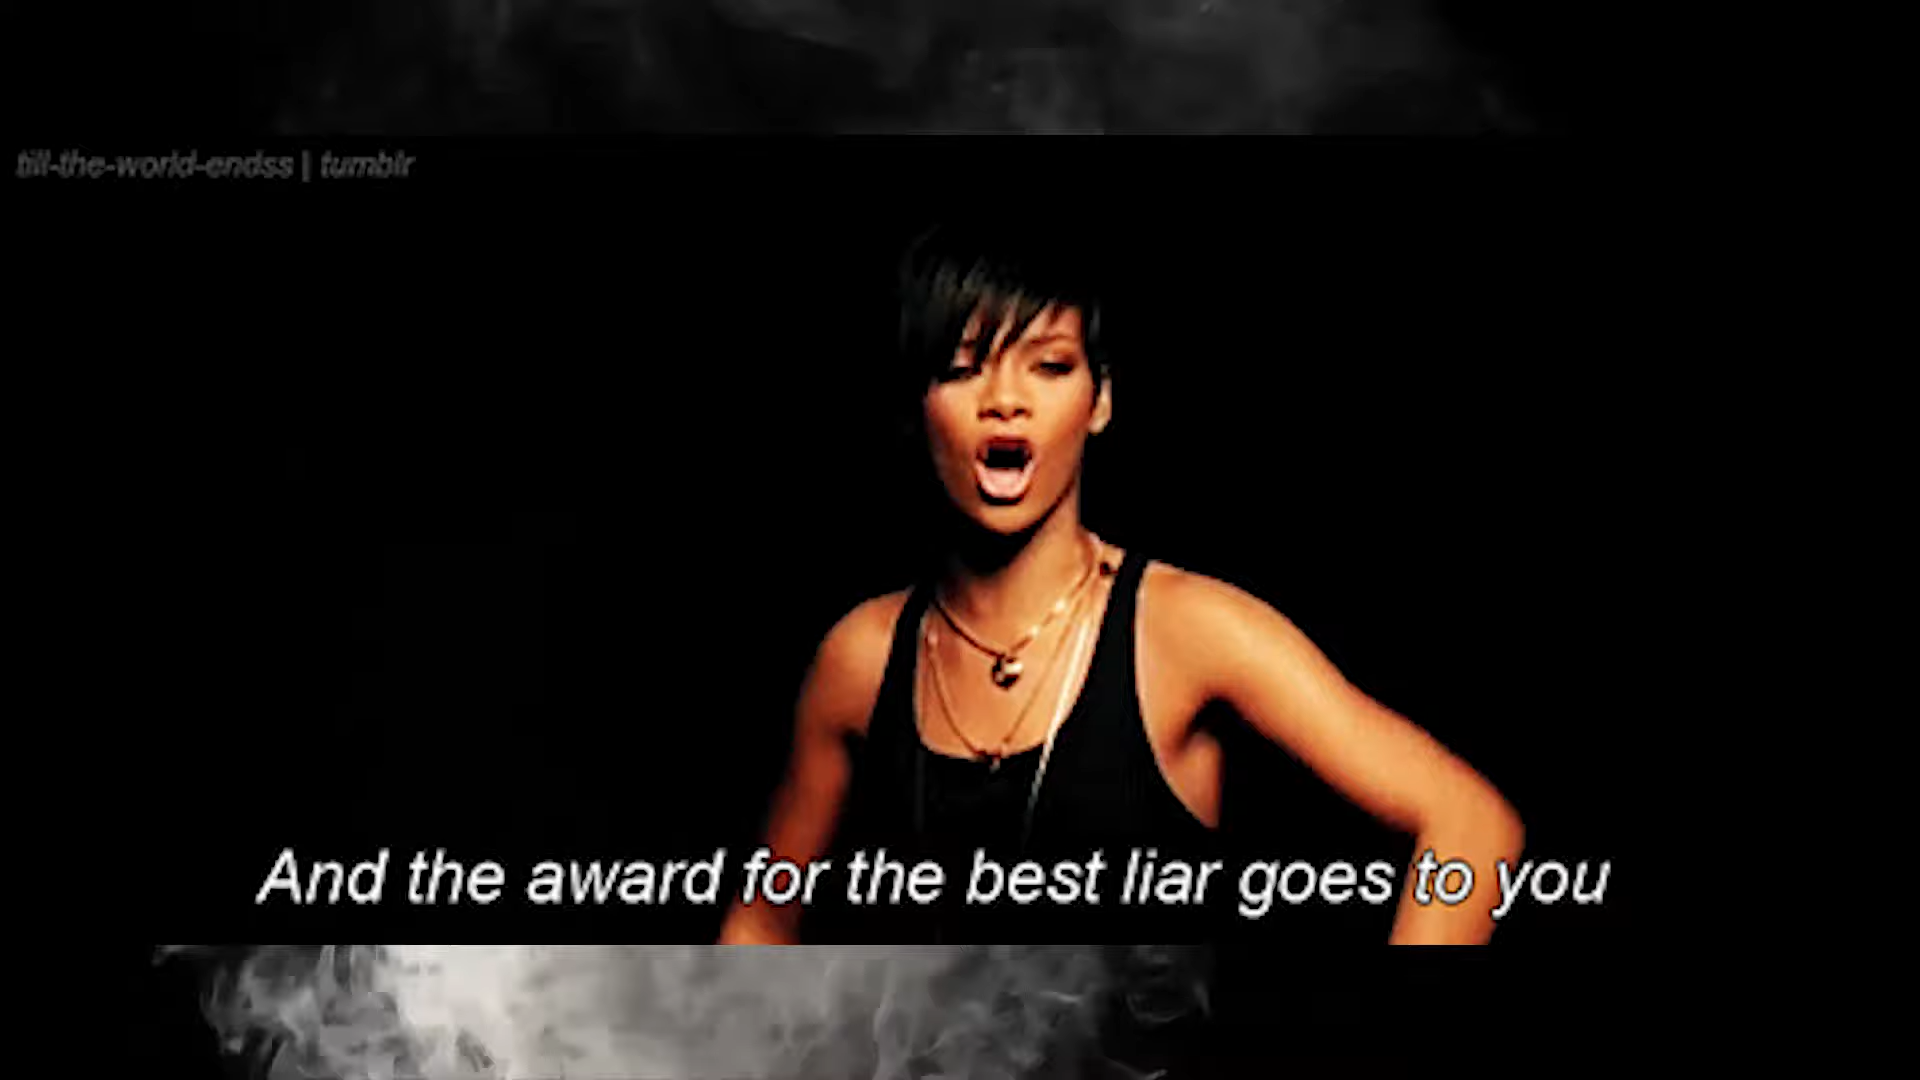 till-the-world-endss | tumblr
And the award for the best liar goes to you